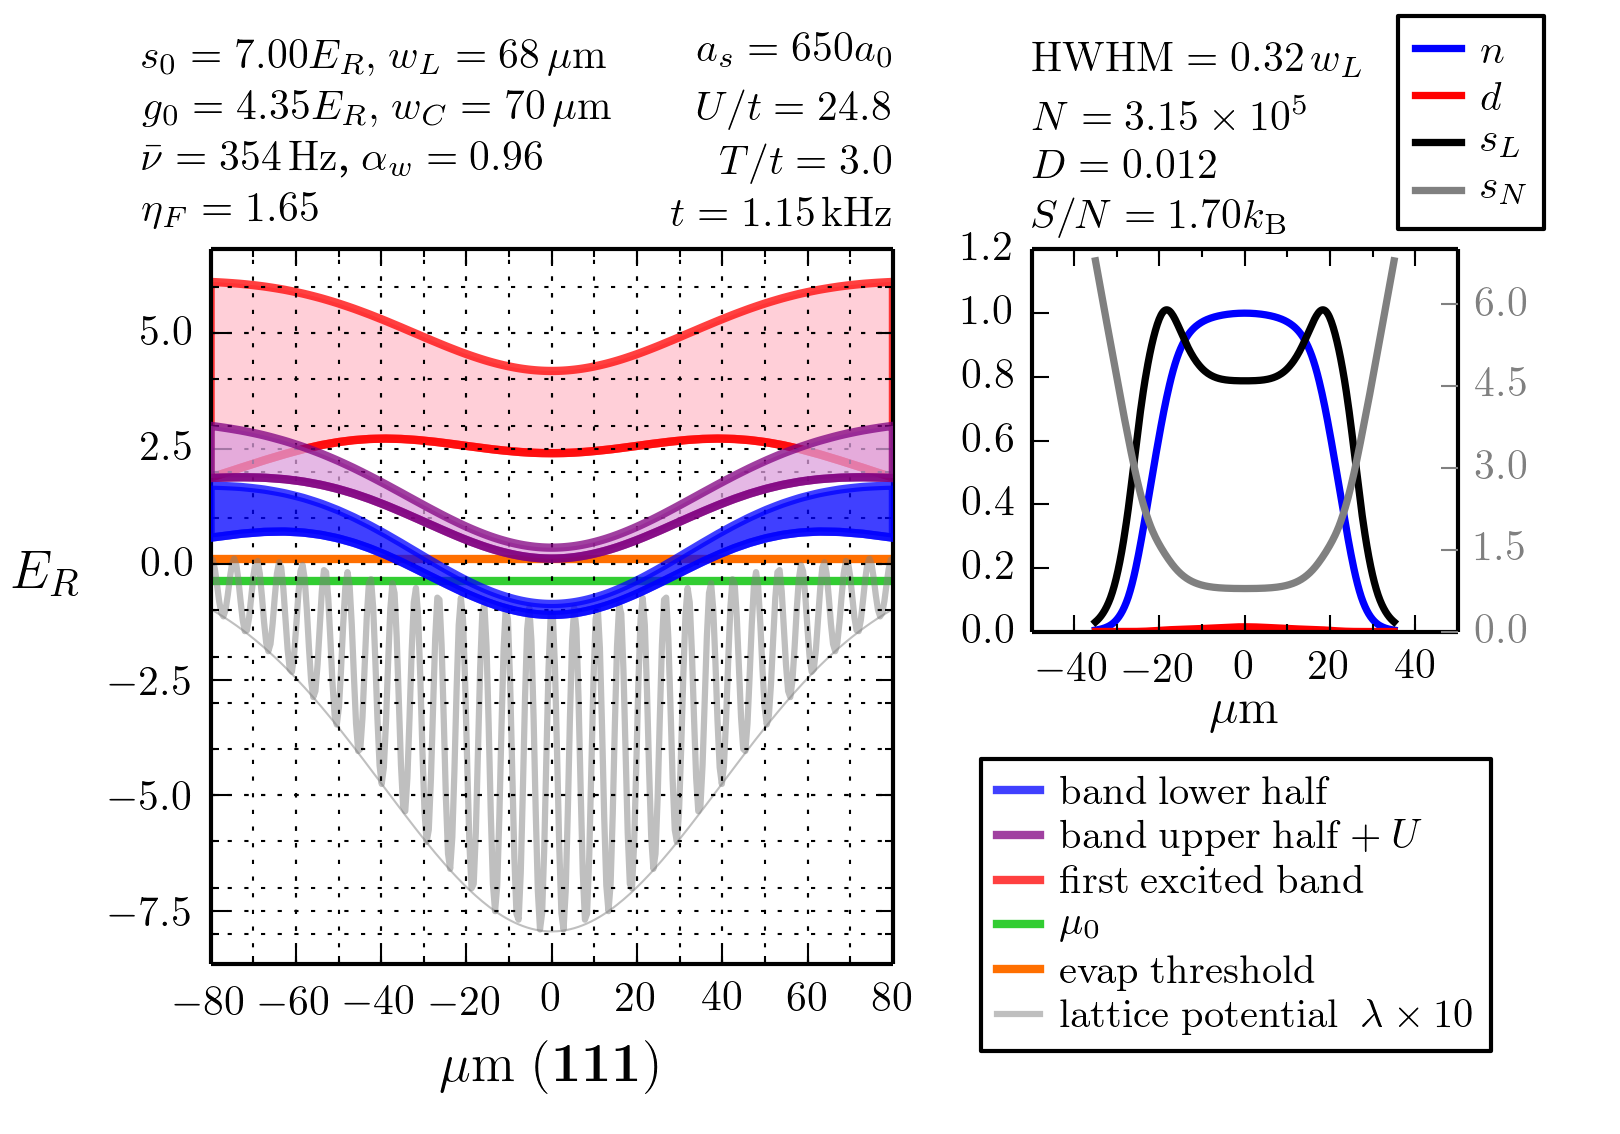 s₀ = 7.00E_R, w_L = 68 μm
g₀ = 4.35E_R, w_C = 70 μm
ν̄ = 354 Hz, α_w = 0.96
η_F = 1.65
a_s = 650a₀
U/t = 24.8
T/t = 3.0
t = 1.15 kHz
HWHM = 0.32 w_L
N = 3.15 × 10⁵
D = 0.012
S/N = 1.70k_B
n
d
s_L
s_N
E_R
5.0
2.5
0.0
−2.5
−5.0
−7.5
−80 −60 −40 −20 0 20 40 60 80
μm (111)
1.2
1.0
0.8
0.6
0.4
0.2
0.0
6.0
4.5
3.0
1.5
0.0
−40 −20 0 20 40
μm
band lower half
band upper half + U
first excited band
μ₀
evap threshold
lattice potential λ × 10